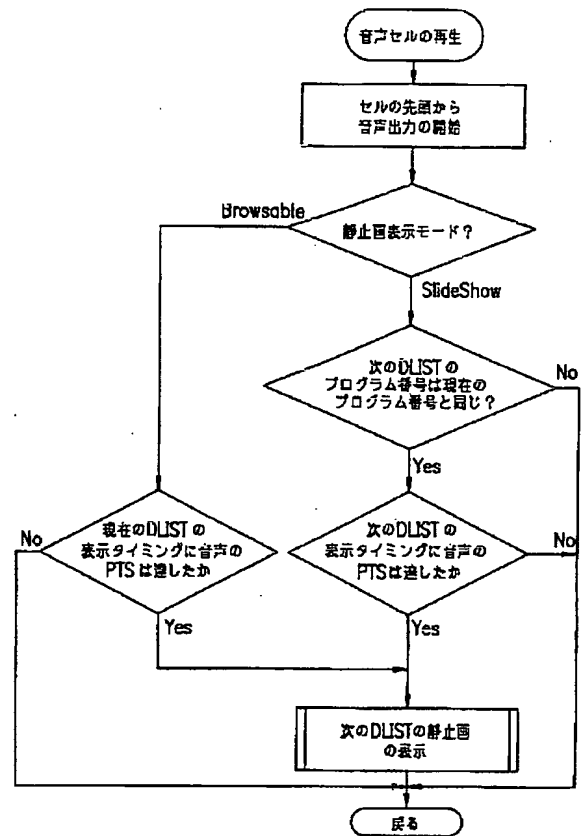 音声セルの再生
セルの先頭から
音声出力の開始
静止画表示モード?
Browsable
SlideShow
次のDLISTの
プログラム番号は現在の
プログラム番号と同じ?
No
Yes
現在のDLISTの
表示タイミングに音声の
PTSは達したか
No
Yes
次のDLISTの
表示タイミングに音声の
PTSは達したか
No
Yes
次のDLISTの静止画
の表示
戻る